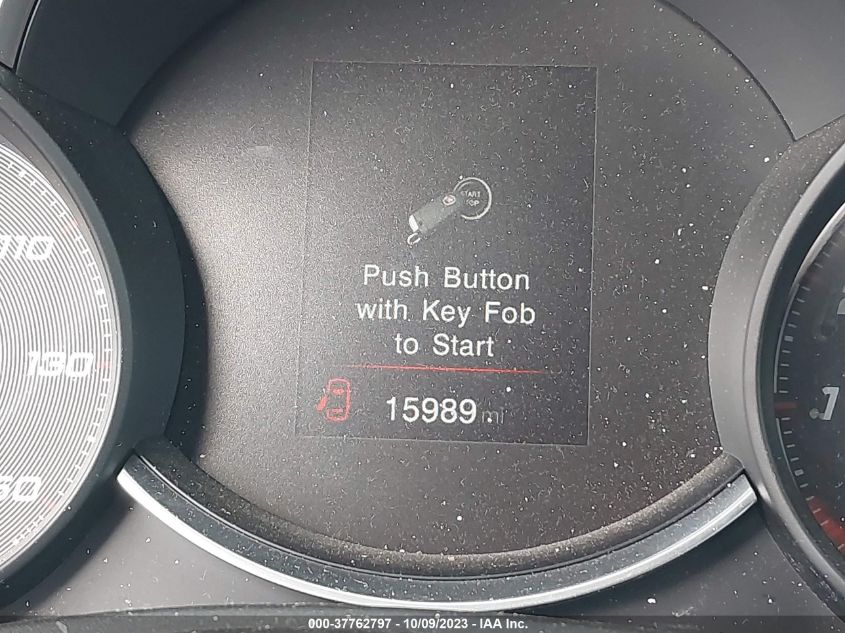 START
STOP
Push Button
with Key Fob
to Start
15989 mi
110
130
1
000-37762797 - 10/09/2023 - IAA Inc.